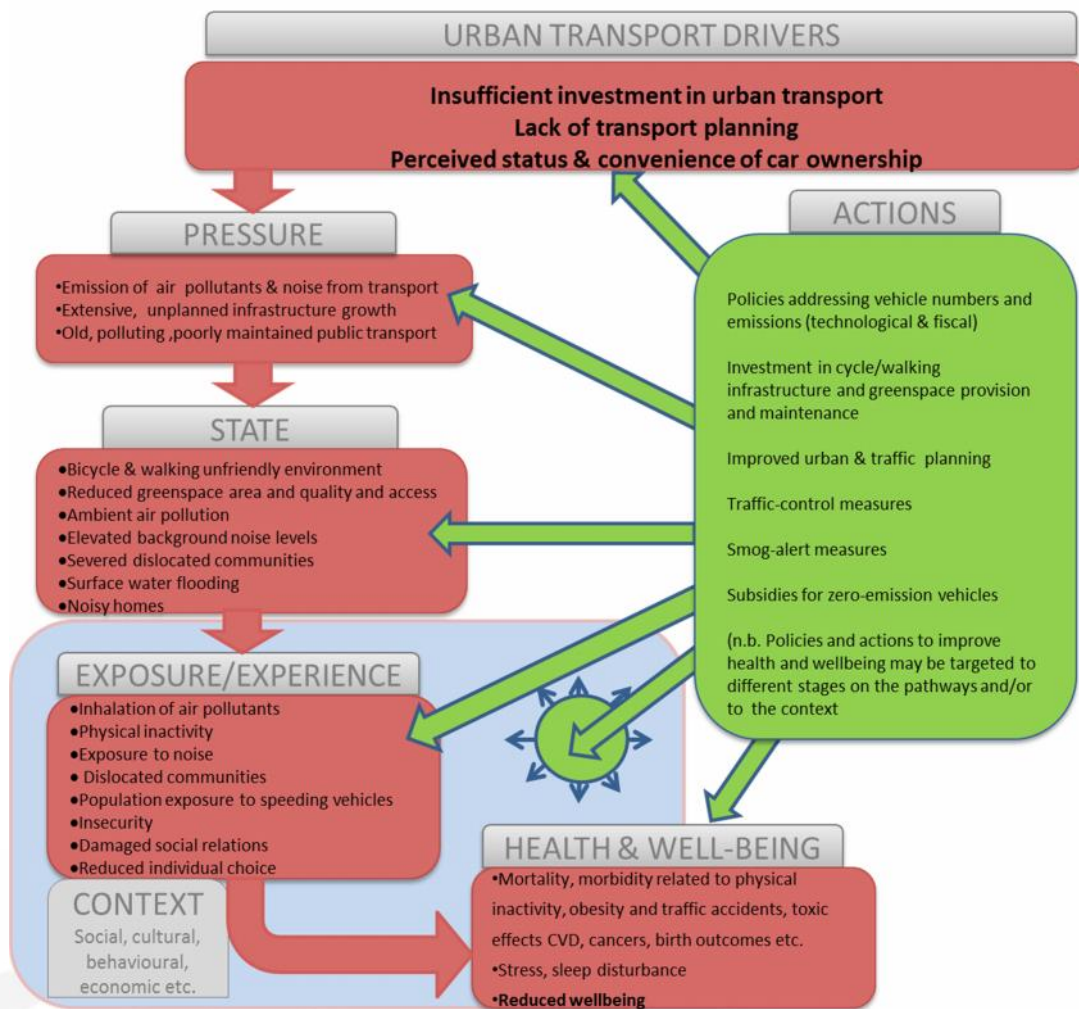 URBAN TRANSPORT DRIVERS
Insufficient investment in urban transport
Lack of transport planning
Perceived status & convenience of car ownership
PRESSURE
•Emission of air pollutants & noise from transport
•Extensive, unplanned infrastructure growth
•Old, polluting ,poorly maintained public transport
STATE
●Bicycle & walking unfriendly environment
●Reduced greenspace area and quality and access
●Ambient air pollution
●Elevated background noise levels
●Severed dislocated communities
●Surface water flooding
●Noisy homes
EXPOSURE/EXPERIENCE
●Inhalation of air pollutants
●Physical inactivity
●Exposure to noise
● Dislocated communities
●Population exposure to speeding vehicles
●Insecurity
●Damaged social relations
●Reduced individual choice
CONTEXT
Social, cultural,
behavioural,
economic etc.
HEALTH & WELL-BEING
•Mortality, morbidity related to physical
inactivity, obesity and traffic accidents, toxic
effects CVD, cancers, birth outcomes etc.
•Stress, sleep disturbance
•Reduced wellbeing
ACTIONS
Policies addressing vehicle numbers and
emissions (technological & fiscal)
Investment in cycle/walking
infrastructure and greenspace provision
and maintenance
Improved urban & traffic planning
Traffic-control measures
Smog-alert measures
Subsidies for zero-emission vehicles
(n.b. Policies and actions to improve
health and wellbeing may be targeted to
different stages on the pathways and/or
to the context